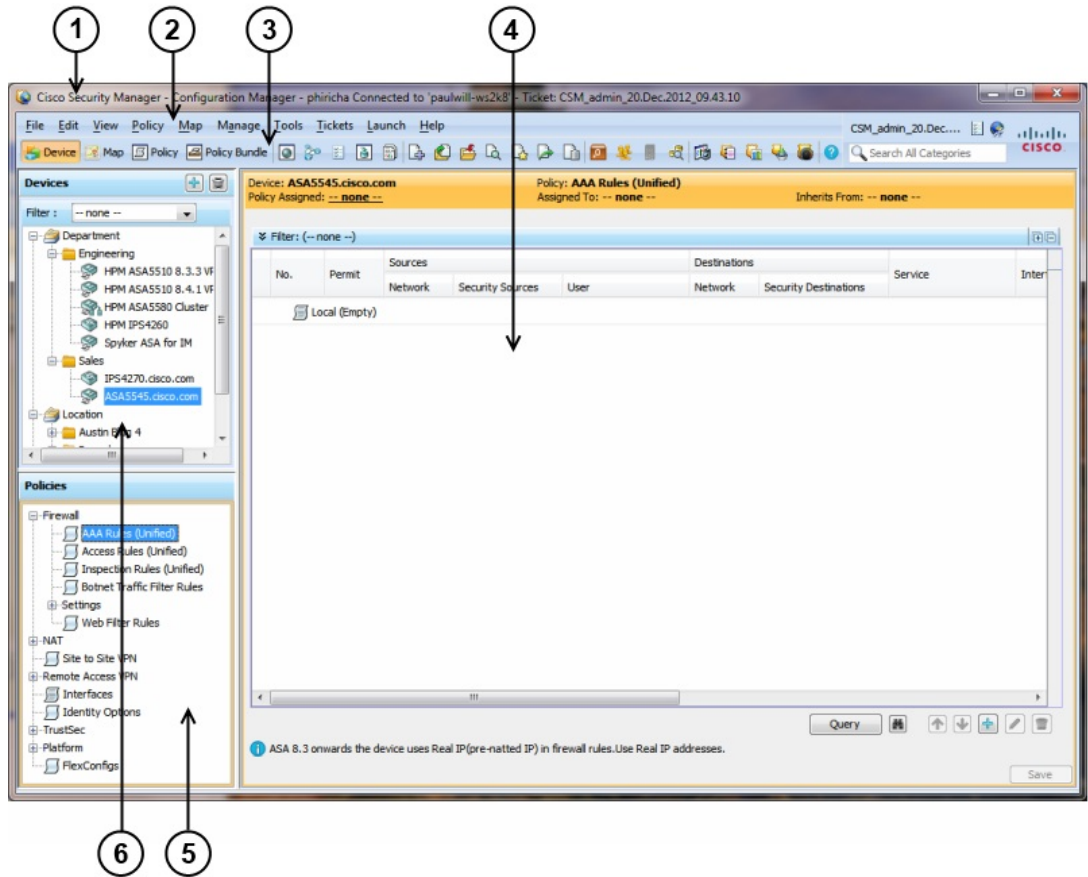 1 2 3 4
Cisco Security Manager - Configuration Manager - phiricha Connected to 'paulwill-ws2k8' - Ticket: CSM_admin_20.Dec.2012_09.43.10
File Edit View Policy Map Manage Tools Tickets Launch Help
CSM_admin_20.Dec....
CISCO
Device Map Policy Policy Bundle
Search All Categories
Devices
Filter : -- none --
Department
Engineering
HPM ASA5510 8.3.3 VF
HPM ASA5510 8.4.1 VF
HPM ASA5580 Cluster
HPM IPS4260
Spyker ASA for IM
Sales
IPS4270.cisco.com
ASA5545.cisco.com
Location
Austin 4
Policies
Firewall
AAA Rules (Unified)
Access Rules (Unified)
Inspection Rules (Unified)
Botnet Traffic Filter Rules
Settings
Web Filter Rules
NAT
Site to Site VPN
Remote Access VPN
Interfaces
Identity Options
TrustSec
Platform
FlexConfigs
Device: ASA5545.cisco.com Policy: AAA Rules (Unified)
Policy Assigned: -- none -- Assigned To: -- none -- Inherits From: -- none --
Filter: (-- none --)
No. Permit Sources Destinations Service Inter
Network Security Sources User Network Security Destinations
Local (Empty)
Query
ASA 8.3 onwards the device uses Real IP(pre-natted IP) in firewall rules.Use Real IP addresses.
Save
6 5